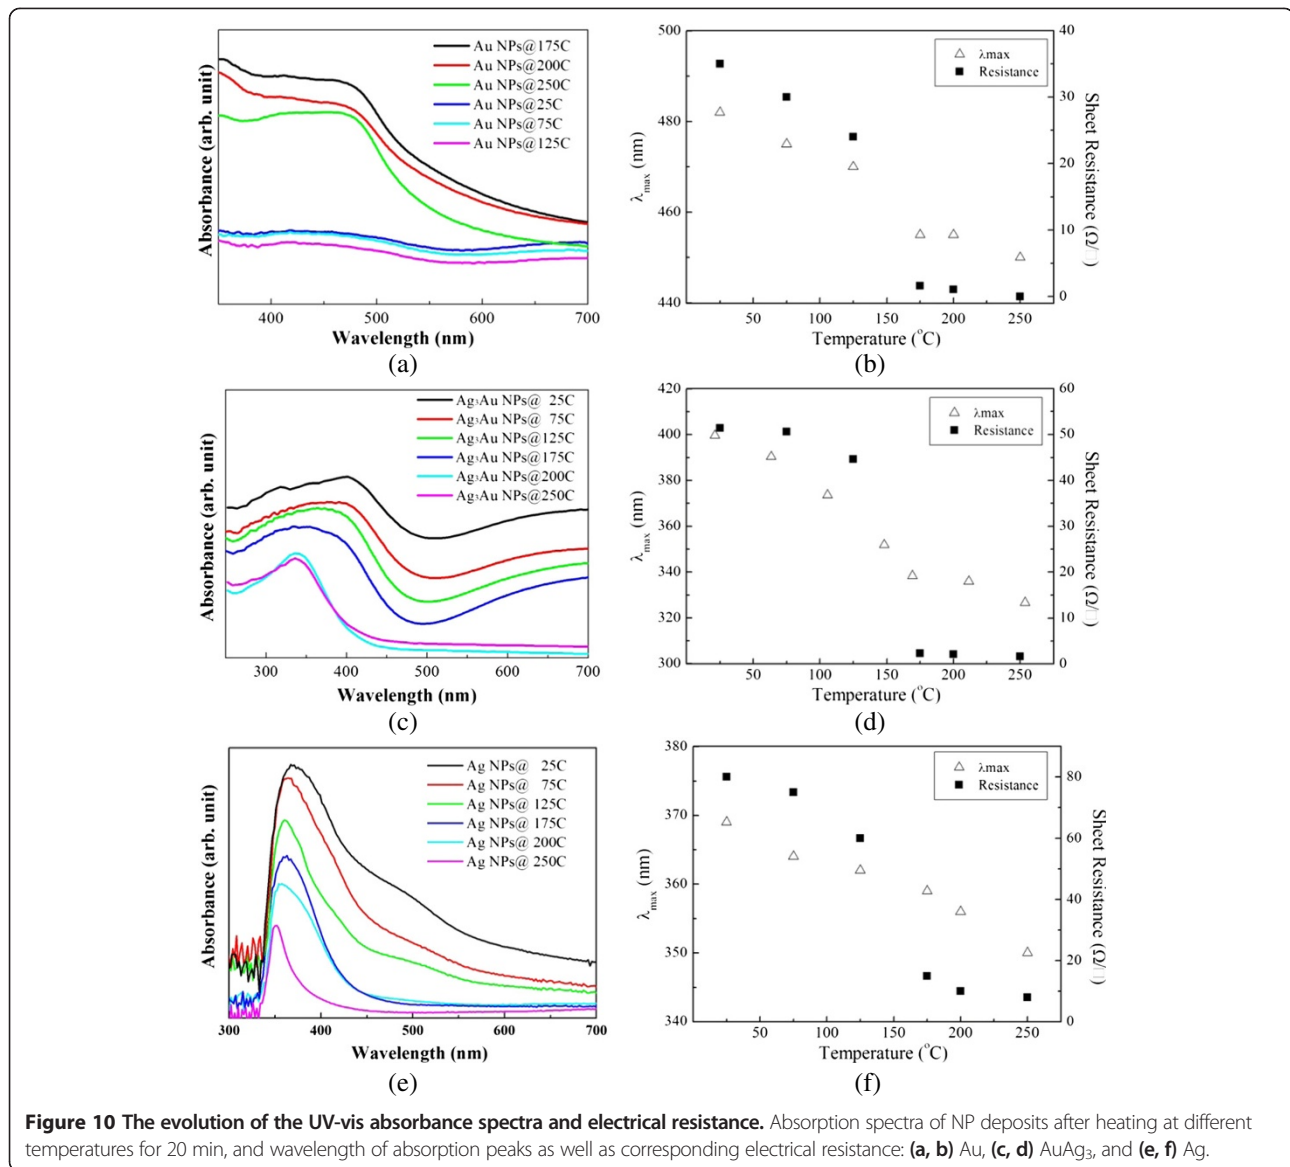 Absorbance (arb. unit)
Au NPs@175C
Au NPs@200C
Au NPs@250C
Au NPs@25C
Au NPs@75C
Au NPs@125C
400 500 600 700
Wavelength (nm)
(a)
500
480
460
440
λmax (nm)
λmax
Resistance
40
30
20
10
0
Sheet Resistance (Ω/□)
50 100 150 200 250
Temperature (°C)
(b)
Absorbance (arb. unit)
Ag₃Au NPs@ 25C
Ag₃Au NPs@ 75C
Ag₃Au NPs@125C
Ag₃Au NPs@175C
Ag₃Au NPs@200C
Ag₃Au NPs@250C
300 400 500 600 700
Wavelength (nm)
(c)
420
400
380
360
340
320
300
λmax (nm)
λmax
Resistance
60
50
40
30
20
10
0
Sheet Resistance (Ω/□)
50 100 150 200 250
Temperature (°C)
(d)
Absorbance (arb. unit)
Ag NPs@ 25C
Ag NPs@ 75C
Ag NPs@ 125C
Ag NPs@ 175C
Ag NPs@ 200C
Ag NPs@ 250C
300 400 500 600 700
Wavelength (nm)
(e)
380
370
360
350
340
λmax (nm)
λmax
Resistance
80
60
40
20
0
Sheet Resistance (Ω/□)
50 100 150 200 250
Temperature (°C)
(f)
Figure 10 The evolution of the UV-vis absorbance spectra and electrical resistance. Absorption spectra of NP deposits after heating at different
temperatures for 20 min, and wavelength of absorption peaks as well as corresponding electrical resistance: (a, b) Au, (c, d) AuAg₃, and (e, f) Ag.